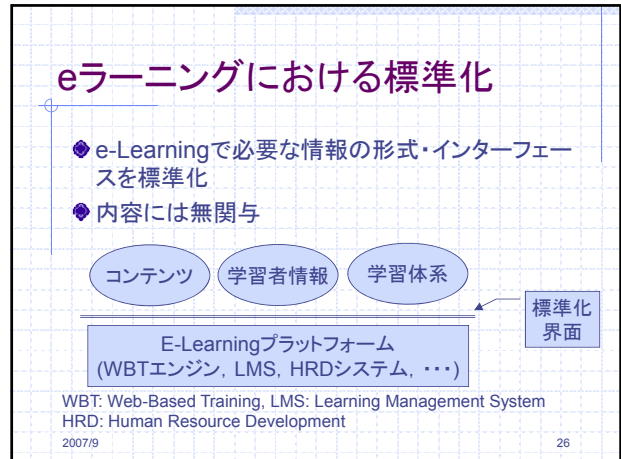 eラーニングにおける標準化
e-Learningで必要な情報の形式・インターフェー
スを標準化
内容には無関与
コンテンツ 学習者情報 学習体系
標準化
界面
E-Learningプラットフォーム
(WBTエンジン, LMS, HRDシステム, ・・・)
WBT: Web-Based Training, LMS: Learning Management System
HRD: Human Resource Development
2007/9 26